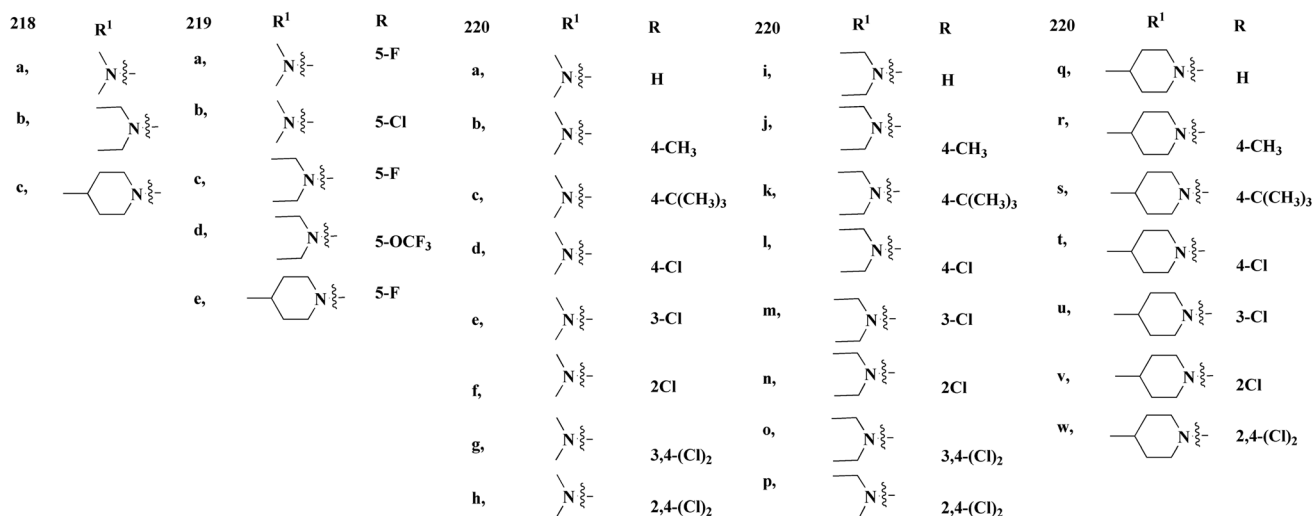 218 R¹
a, N
b, N
c, N
219 R¹ R
a, N 5-F
b, N 5-Cl
c, N 5-F
d, N 5-OCF₃
e, N 5-F
220 R¹ R
a, N H
b, N 4-CH₃
c, N 4-C(CH₃)₃
d, N 4-Cl
e, N 3-Cl
f, N 2Cl
g, N 3,4-(Cl)₂
h, N 2,4-(Cl)₂
220 R¹ R
i, N H
j, N 4-CH₃
k, N 4-C(CH₃)₃
l, N 4-Cl
m, N 3-Cl
n, N 2Cl
o, N 3,4-(Cl)₂
p, N 2,4-(Cl)₂
220 R¹ R
q, N H
r, N 4-CH₃
s, N 4-C(CH₃)₃
t, N 4-Cl
u, N 3-Cl
v, N 2Cl
w, N 2,4-(Cl)₂